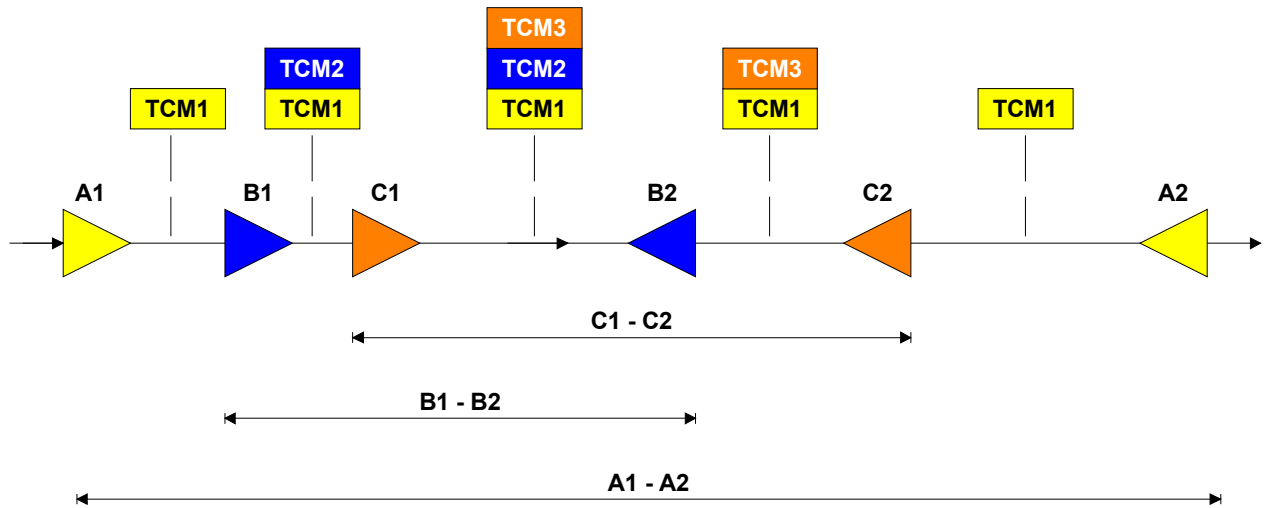 TCM3
TCM2
TCM2
TCM3
TCM1
TCM1
TCM1
TCM1
TCM1
A1
B1
C1
B2
C2
A2
C1 - C2
B1 - B2
A1 - A2